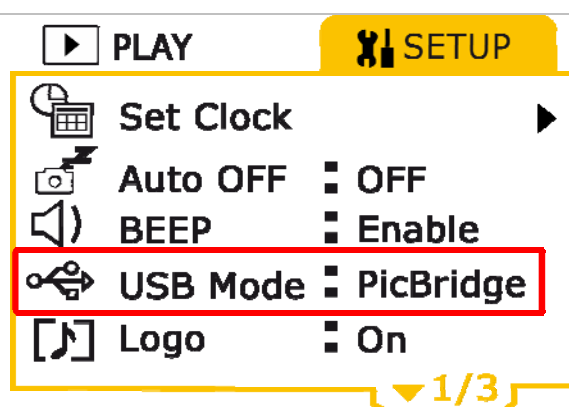 PLAY SETUP
Set Clock
Auto OFF : OFF
BEEP : Enable
USB Mode : PicBridge
Logo : On
1/3